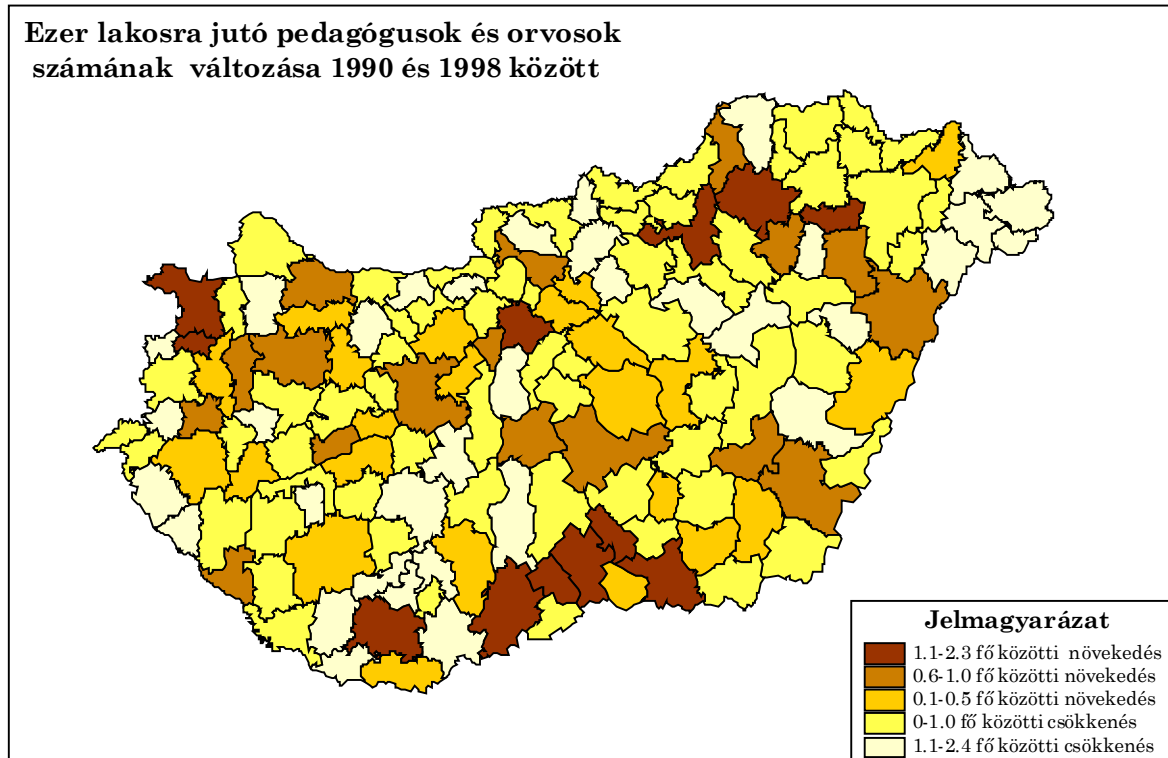 Ezer lakosra jutó pedagógusok és orvosok
számának változása 1990 és 1998 között
Jelmagyarázat
1.1-2.3 fő közötti növekedés
0.6-1.0 fő közötti növekedés
0.1-0.5 fő közötti növekedés
0-1.0 fő közötti csökkenés
1.1-2.4 fő közötti csökkenés